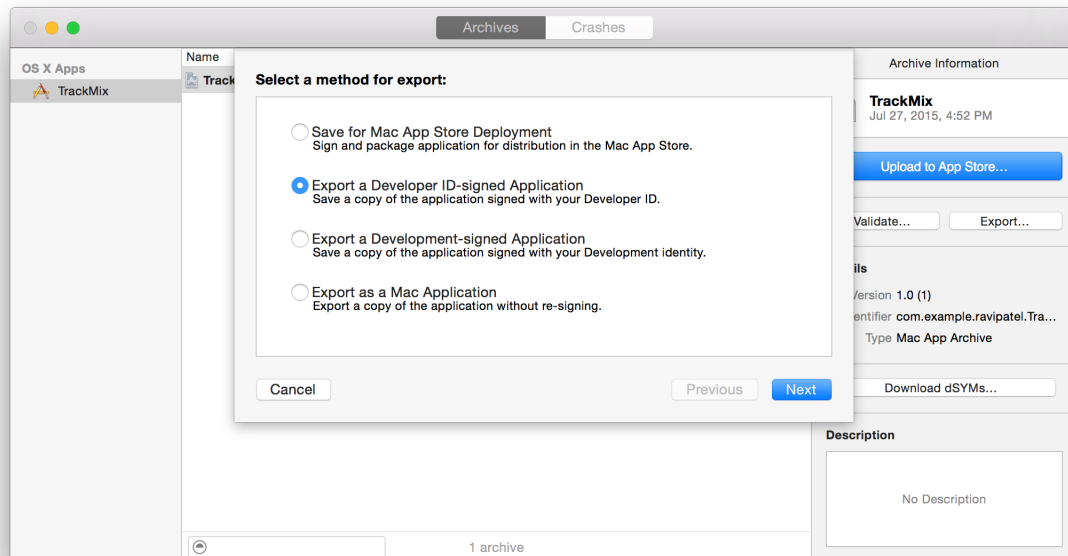 Archives
Crashes
OS X Apps
TrackMix
Name
Track
Select a method for export:
Save for Mac App Store Deployment
Sign and package application for distribution in the Mac App Store.
Export a Developer ID-signed Application
Save a copy of the application signed with your Developer ID.
Export a Development-signed Application
Save a copy of the application signed with your Development identity.
Export as a Mac Application
Export a copy of the application without re-signing.
Cancel
Previous
Next
Archive Information
TrackMix
Jul 27, 2015, 4:52 PM
Upload to App Store...
Validate...
Export...
ils
Version 1.0 (1)
entifier com.example.ravipatel.Tra...
Type Mac App Archive
Download dSYMs...
Description
No Description
1 archive